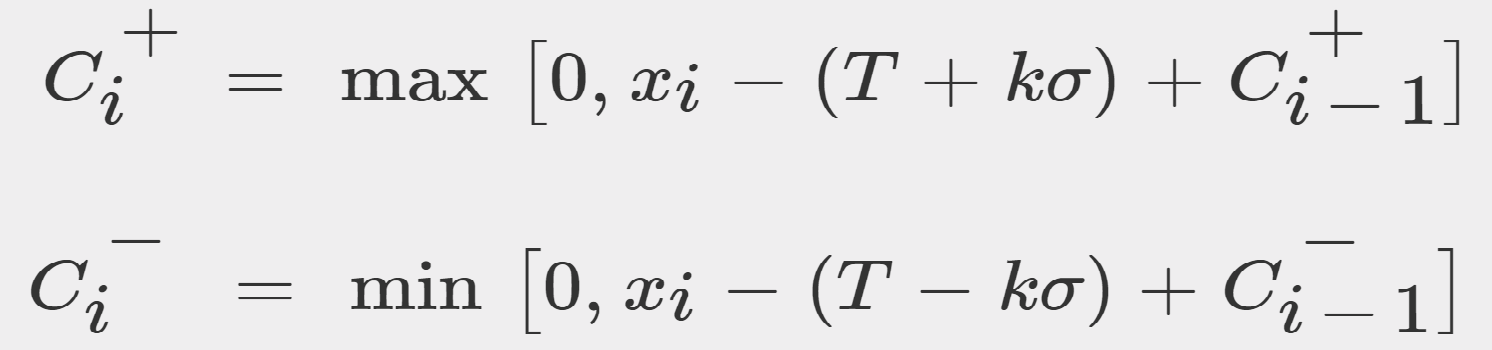 C_i^+ = max [0, x_i − (T + kσ) + C_{i−1}^+]
C_i^− = min [0, x_i − (T − kσ) + C_{i−1}^−]